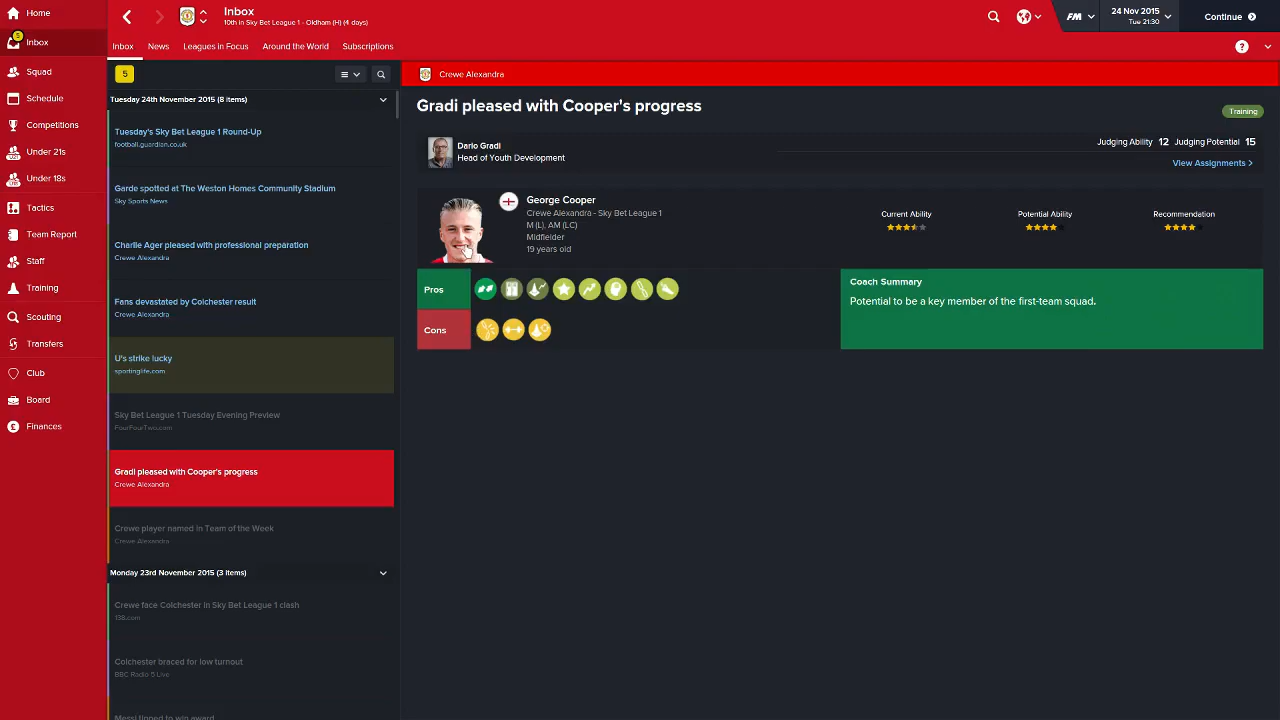 Home
5
Inbox
Squad
Schedule
Competitions
Under 21s
Under 18s
Tactics
Team Report
Staff
Training
Scouting
Transfers
Club
Board
Finances
Inbox
10th in Sky Bet League 1 - Oldham (H) (4 days)
FM
24 Nov 2015
Tue 21:30
Continue
Inbox
News
Leagues in Focus
Around the World
Subscriptions
?
5
Tuesday 24th November 2015 (8 items)
Tuesday's Sky Bet League 1 Round-Up
football.guardian.co.uk
Garde spotted at The Weston Homes Community Stadium
Sky Sports News
Charlie Ager pleased with professional preparation
Crewe Alexandra
Fans devastated by Colchester result
Crewe Alexandra
U's strike lucky
sportinglife.com
Sky Bet League 1 Tuesday Evening Preview
FourFourTwo.com
Gradi pleased with Cooper's progress
Crewe Alexandra
Crewe player named in Team of the Week
Crewe Alexandra
Monday 23rd November 2015 (3 items)
Crewe face Colchester in Sky Bet League 1 clash
138.com
Colchester braced for low turnout
BBC Radio 5 Live
Messi tipped to win award
Crewe Alexandra
Gradi pleased with Cooper's progress
Training
Dario Gradi
Head of Youth Development
Judging Ability 12 Judging Potential 15
View Assignments >
George Cooper
Crewe Alexandra - Sky Bet League 1
M (L), AM (LC)
Midfielder
19 years old
Current Ability
Potential Ability
Recommendation
Pros
Cons
Coach Summary
Potential to be a key member of the first-team squad.